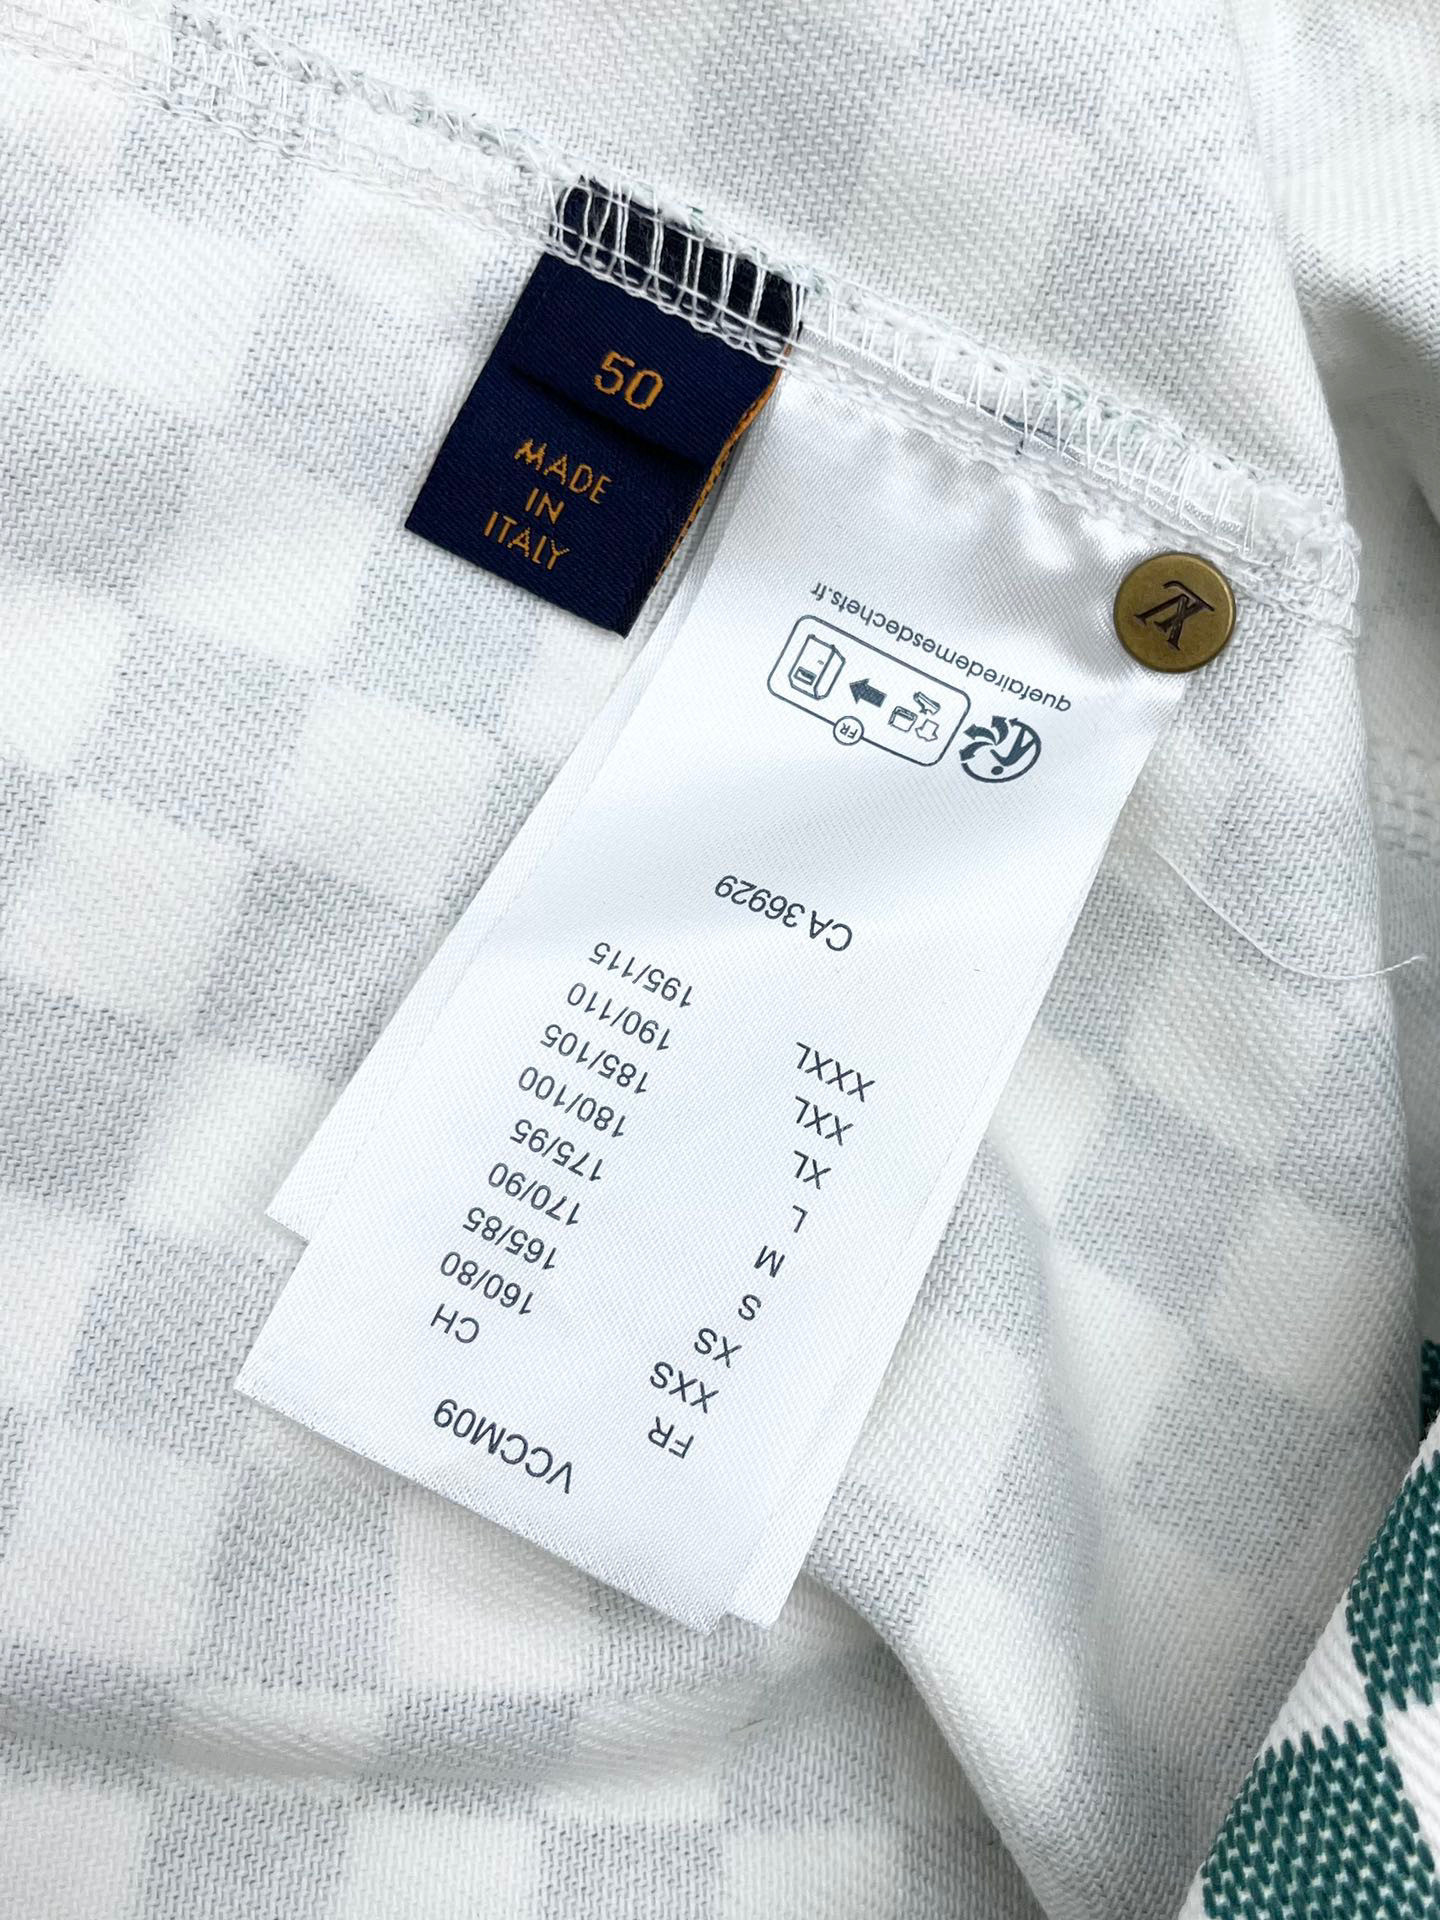 50
MADE
IN
ITALY
LV
VCCM09
FR CH
XXS 160/80
XS 165/85
S 170/90
M 175/95
L 180/100
XL 185/105
XXL 190/110
XXXL 195/115
CA 36929
FR
quefairedemesdechets.fr